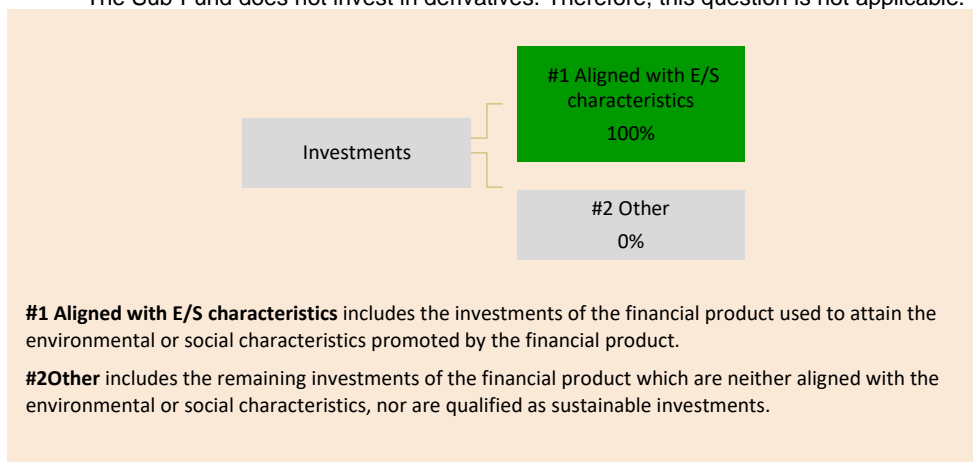 The Sub-Fund does not invest in derivatives. Therefore, this question is not applicable.
#1 Aligned with E/S
characteristics
100%
Investments
#2 Other
0%
#1 Aligned with E/S characteristics includes the investments of the financial product used to attain the
environmental or social characteristics promoted by the financial product.
#2Other includes the remaining investments of the financial product which are neither aligned with the
environmental or social characteristics, nor are qualified as sustainable investments.